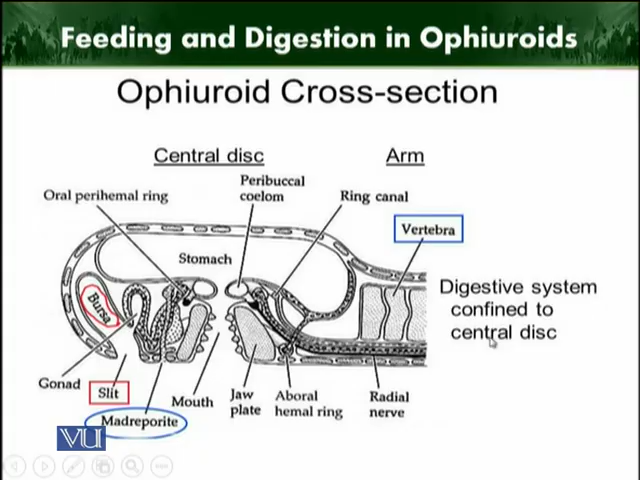 Feeding and Digestion in Ophiuroids
Ophiuroid Cross-section
Central disc
Arm
Oral perihemal ring
Peribuccal
coelom
Ring canal
Vertebra
Stomach
Bursa
Digestive system
confined to
central disc
Gonad
Slit
Madreporite
Mouth
Jaw
plate
Aboral
hemal ring
Radial
nerve
VU